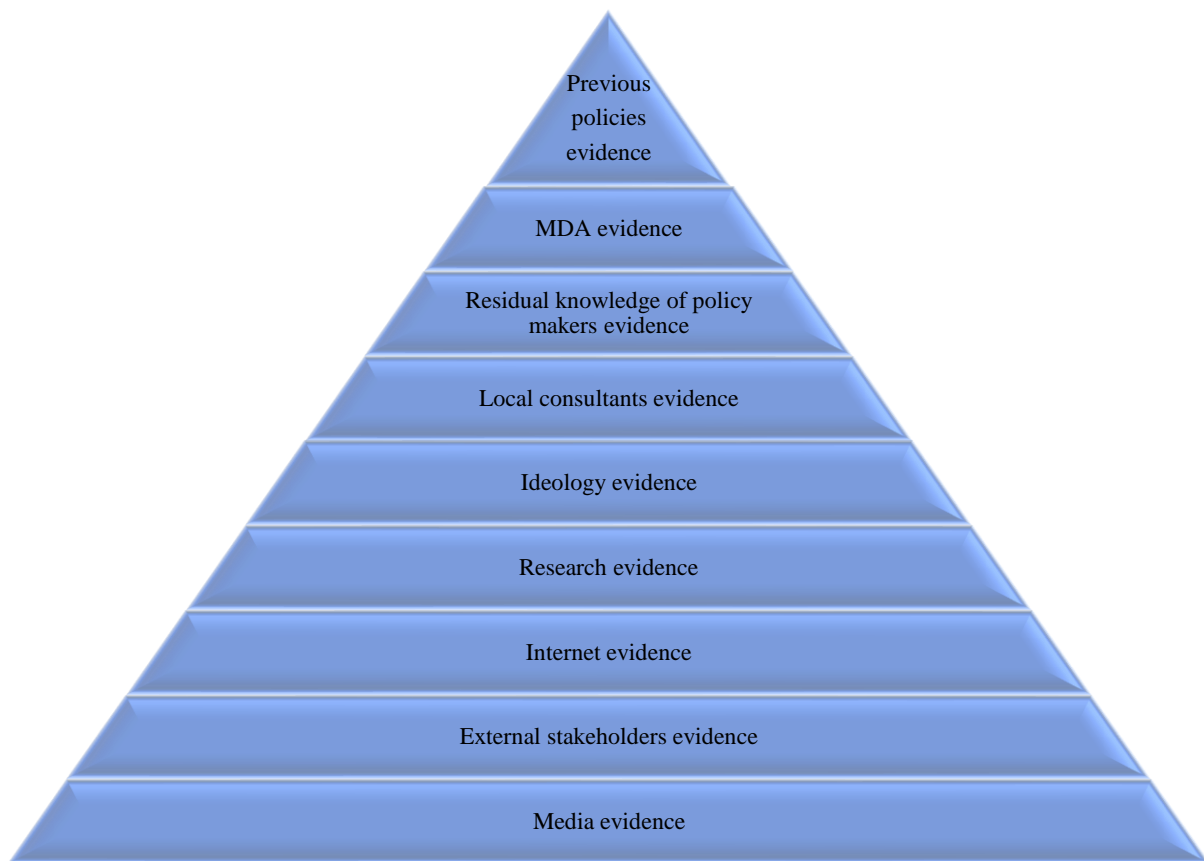 Previous
policies
evidence
MDA evidence
Residual knowledge of policy
makers evidence
Local consultants evidence
Ideology evidence
Research evidence
Internet evidence
External stakeholders evidence
Media evidence